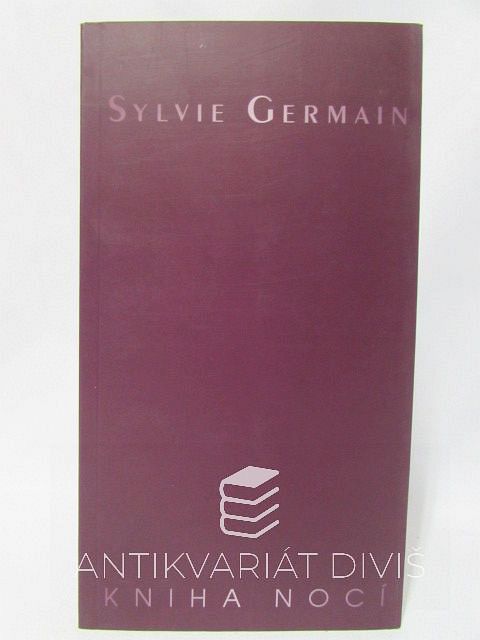 SYLVIE GERMAIN
ANTIKVARIÁT DIVIŠ
KNIHA NOCÍ